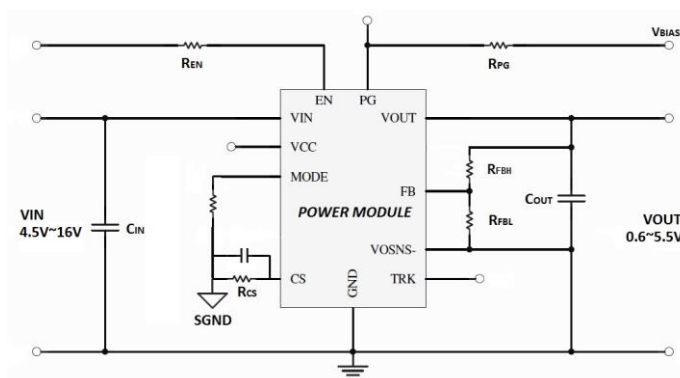 VBIAS
REN
RPG
EN
PG
VIN
VOUT
VCC
MODE
RFBH
FB
COUT
POWER MODULE
VIN
4.5V~16V
CIN
RFBL
VOUT
0.6~5.5V
VOSNS-
CS
GND
TRK
RCS
SGND